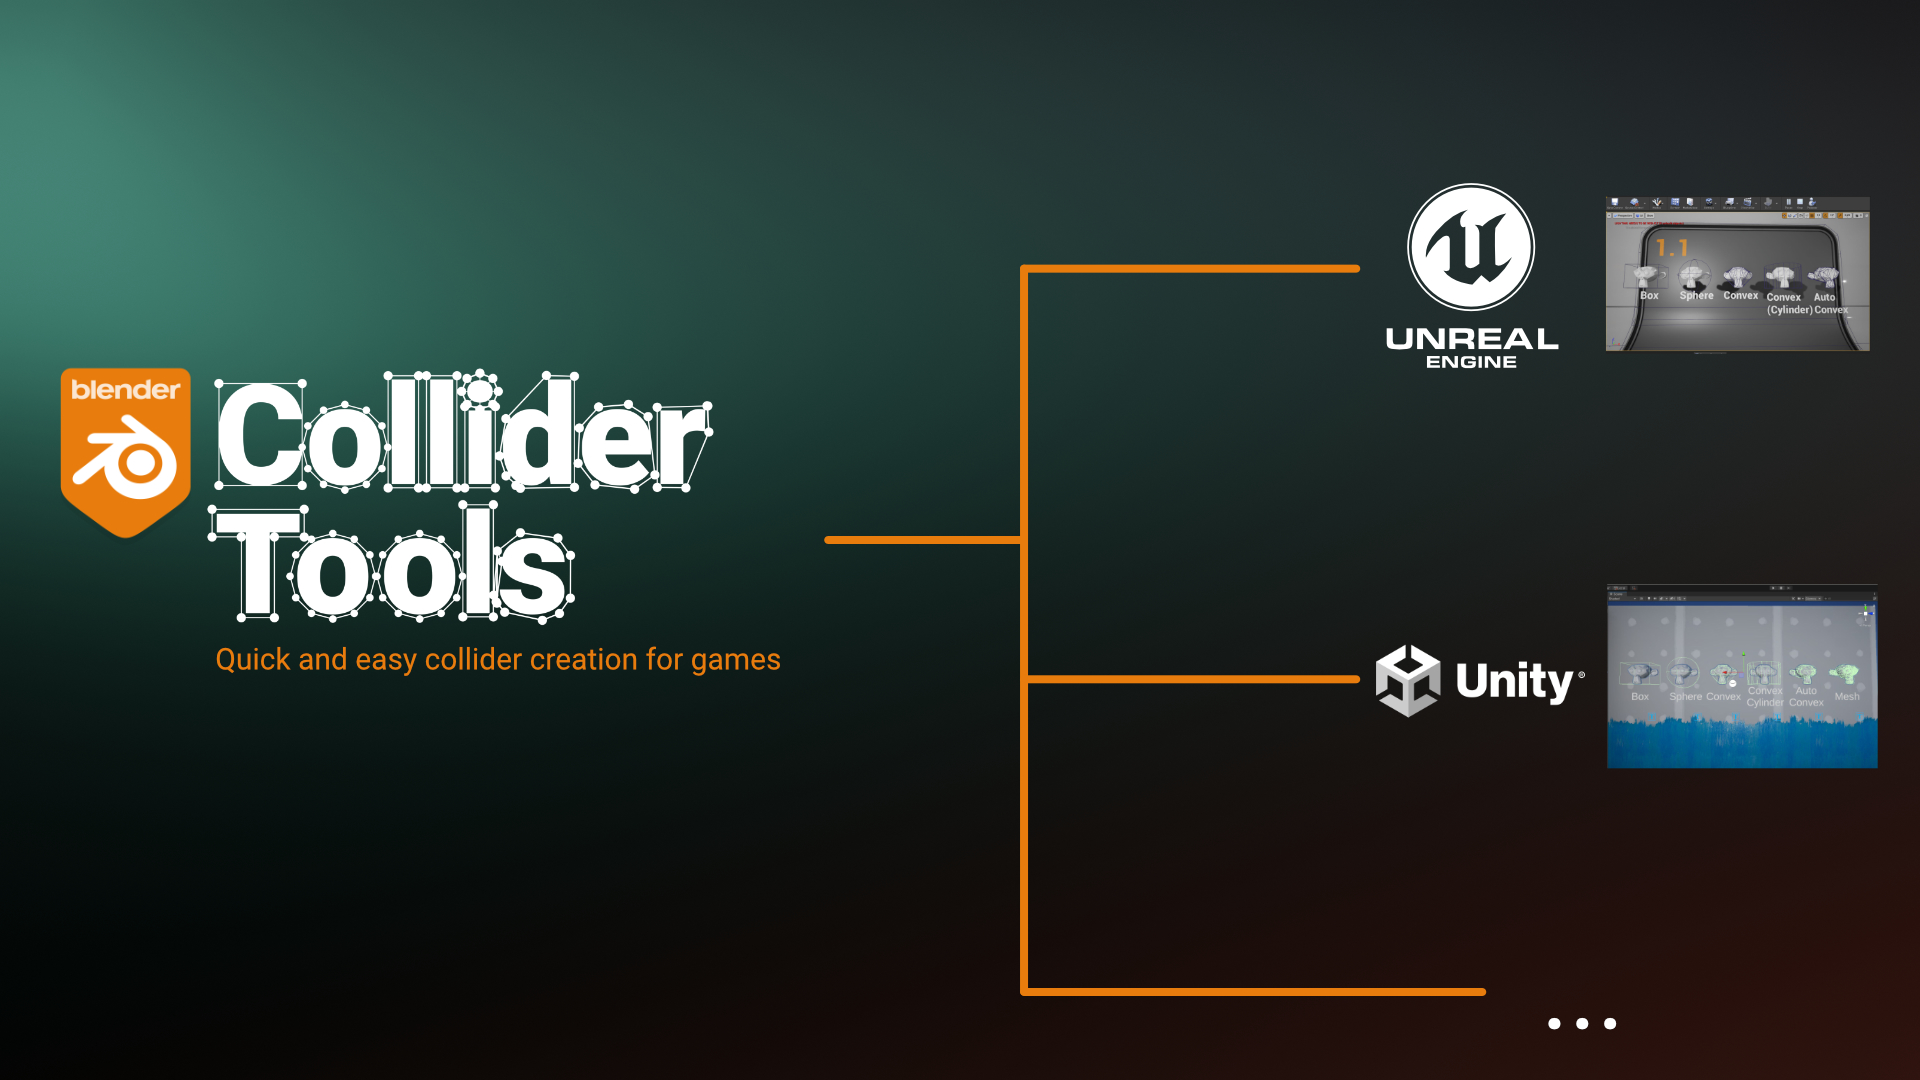 blender
Collider
Tools
Quick and easy collider creation for games
UNREAL
ENGINE
1.1
Box Sphere Convex Convex (Cylinder) Auto Convex
Unity
Box Sphere Convex Convex Cylinder Auto Convex Mesh
...